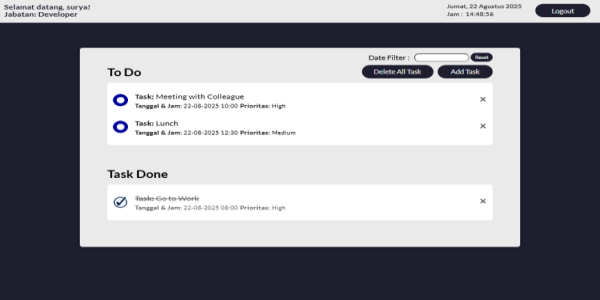 Selamat datang, surya!
Jabatan: Developer
Jumat, 22 Agustus 2025
Jam : 14:48:56
Logout
Date Filter :
Reset
To Do
Delete All Task
Add Task
Task: Meeting with Colleague
Tanggal & Jam: 22-08-2025 10:00 Prioritas: High
Task: Lunch
Tanggal & Jam: 22-08-2025 12:30 Prioritas: Medium
Task Done
Task: Go to Work
Tanggal & Jam: 22-08-2025 08:00 Prioritas: High